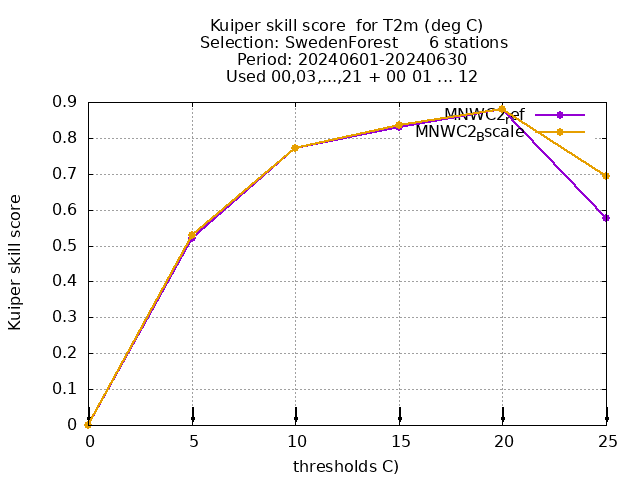 Kuiper skill score  for T2m (deg C)
Selection: SwedenForest      6 stations
Period: 20240601-20240630
Used 00,03,...,21 + 00 01 ... 12
MNWC2ref
MNWC2Bscale
Kuiper skill score
0.9
0.8
0.7
0.6
0.5
0.4
0.3
0.2
0.1
0
0 5 10 15 20 25
thresholds C)